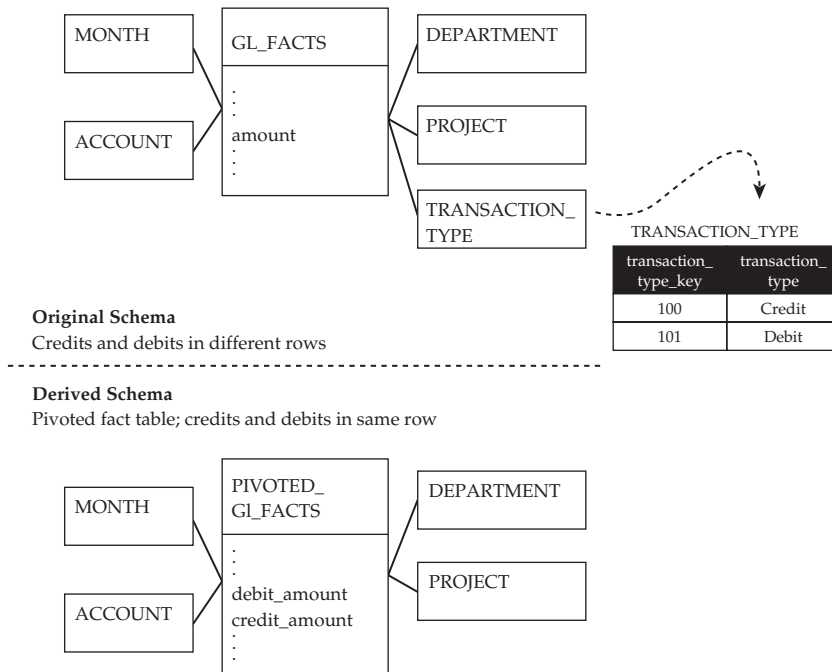 MONTH
ACCOUNT
GL_FACTS
.
.
.
amount
.
.
.
DEPARTMENT
PROJECT
TRANSACTION_
TYPE
TRANSACTION_TYPE
transaction_ transaction_
type_key type
100 Credit
101 Debit
Original Schema
Credits and debits in different rows
Derived Schema
Pivoted fact table; credits and debits in same row
MONTH
ACCOUNT
PIVOTED_
Gl_FACTS
.
.
.
debit_amount
credit_amount
.
.
.
DEPARTMENT
PROJECT